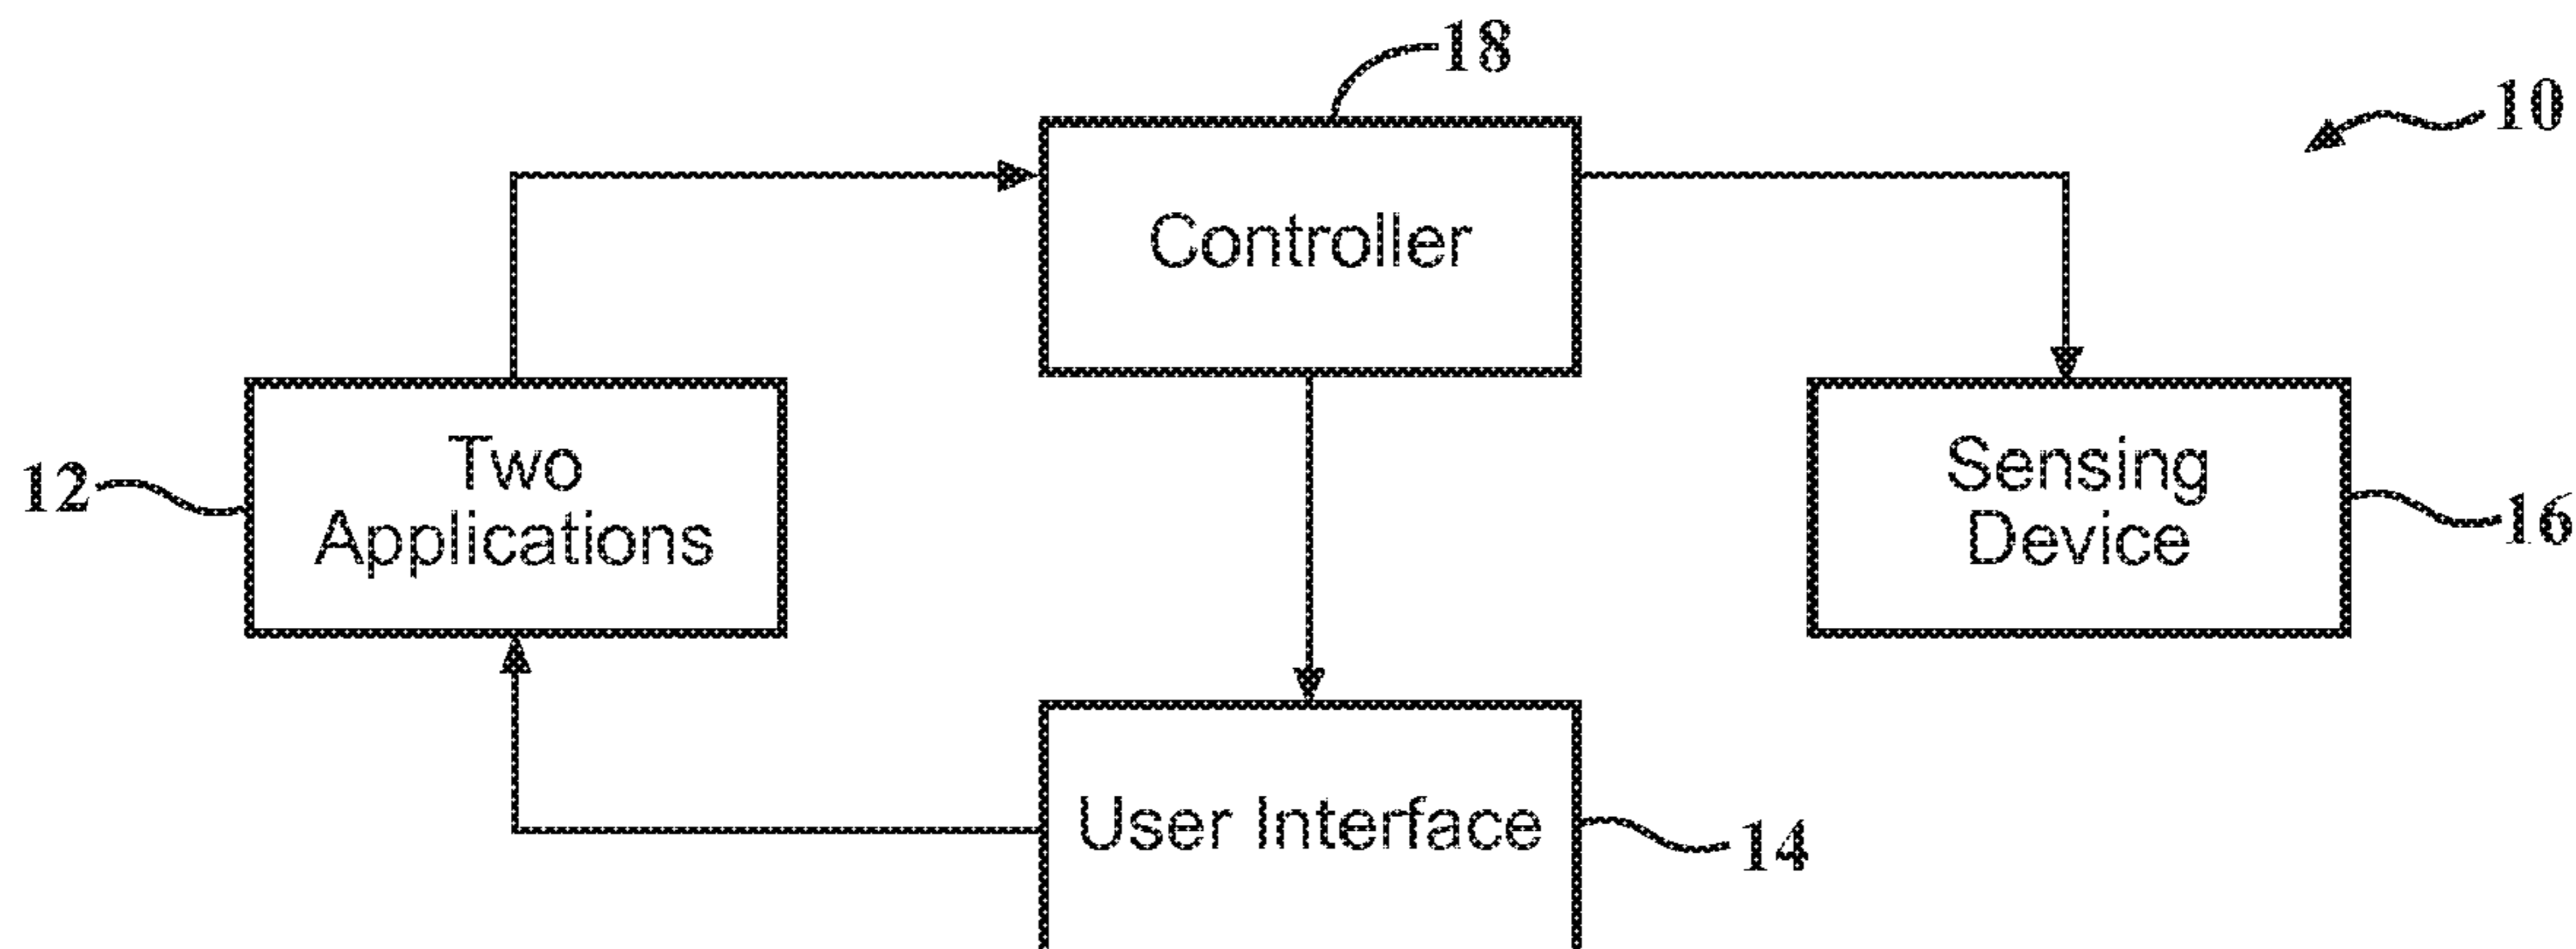 18
10
Controller
Two
Applications
12
Sensing
Device
16
User Interface
14